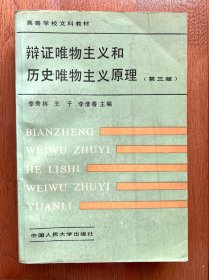 高等学校文科教材
辩证唯物主义和
历史唯物主义原理（第三版）
李秀林 王于 李淮春 主编
BIANZHENG
WEIWU ZHUYI
HE LISHI
WEIWU ZHUYI
YUANLI
中国人民大学出版社